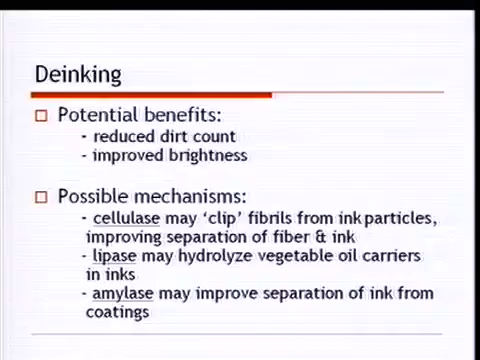 Deinking
Potential benefits:
- reduced dirt count
- improved brightness
Possible mechanisms:
- cellulase may ‘clip’ fibrils from ink particles,
improving separation of fiber & ink
- lipase may hydrolyze vegetable oil carriers
in inks
- amylase may improve separation of ink from
coatings